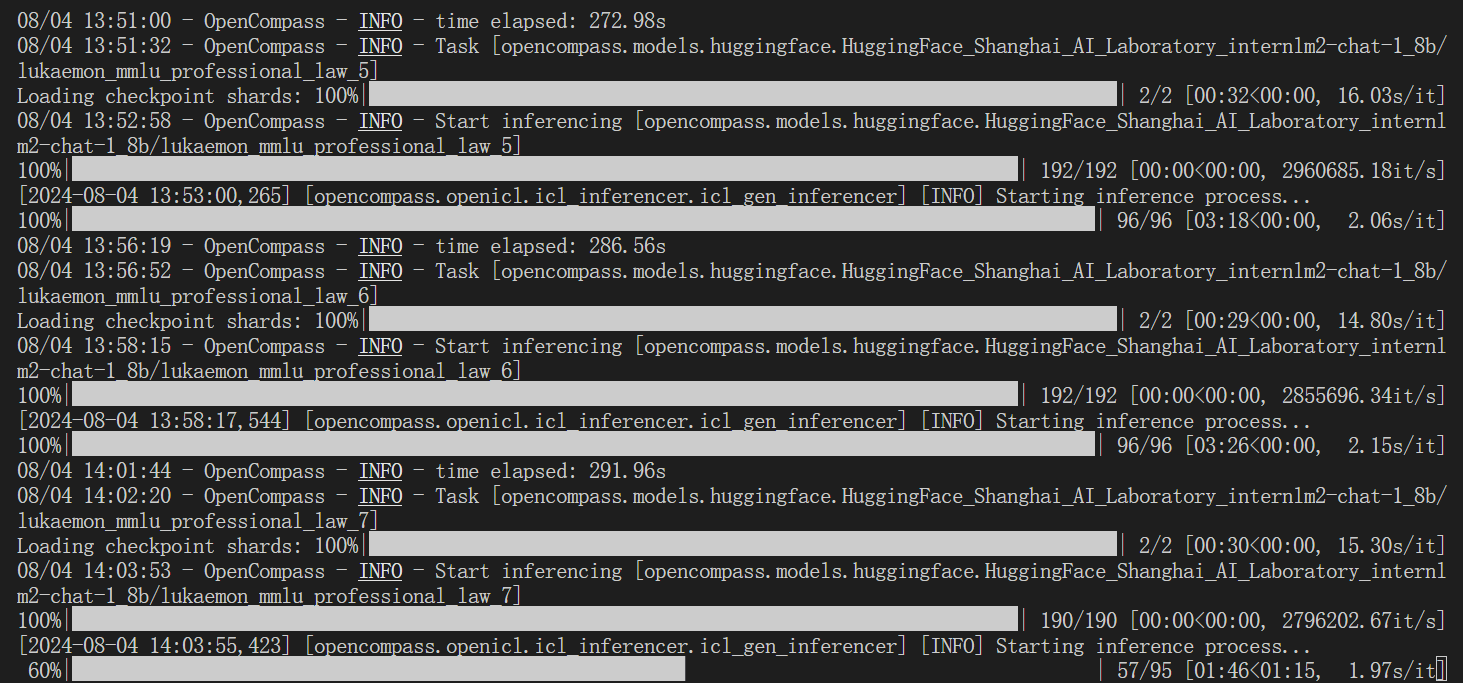 08/04 13:51:00 - OpenCompass - INFO - time elapsed: 272.98s
08/04 13:51:32 - OpenCompass - INFO - Task [opencompass.models.huggingface.HuggingFace_Shanghai_AI_Laboratory_internlm2-chat-1_8b/
lukaemon_mmlu_professional_law_5]
Loading checkpoint shards: 100%| | 2/2 [00:32<00:00, 16.03s/it]
08/04 13:52:58 - OpenCompass - INFO - Start inferencing [opencompass.models.huggingface.HuggingFace_Shanghai_AI_Laboratory_internl
m2-chat-1_8b/lukaemon_mmlu_professional_law_5]
100%| | 192/192 [00:00<00:00, 2960685.18it/s]
[2024-08-04 13:53:00,265] [opencompass.openicl.icl_inferencer.icl_gen_inferencer] [INFO] Starting inference process...
100%| | 96/96 [03:18<00:00, 2.06s/it]
08/04 13:56:19 - OpenCompass - INFO - time elapsed: 286.56s
08/04 13:56:52 - OpenCompass - INFO - Task [opencompass.models.huggingface.HuggingFace_Shanghai_AI_Laboratory_internlm2-chat-1_8b/
lukaemon_mmlu_professional_law_6]
Loading checkpoint shards: 100%| | 2/2 [00:29<00:00, 14.80s/it]
08/04 13:58:15 - OpenCompass - INFO - Start inferencing [opencompass.models.huggingface.HuggingFace_Shanghai_AI_Laboratory_internl
m2-chat-1_8b/lukaemon_mmlu_professional_law_6]
100%| | 192/192 [00:00<00:00, 2855696.34it/s]
[2024-08-04 13:58:17,544] [opencompass.openicl.icl_inferencer.icl_gen_inferencer] [INFO] Starting inference process...
100%| | 96/96 [03:26<00:00, 2.15s/it]
08/04 14:01:44 - OpenCompass - INFO - time elapsed: 291.96s
08/04 14:02:20 - OpenCompass - INFO - Task [opencompass.models.huggingface.HuggingFace_Shanghai_AI_Laboratory_internlm2-chat-1_8b/
lukaemon_mmlu_professional_law_7]
Loading checkpoint shards: 100%| | 2/2 [00:30<00:00, 15.30s/it]
08/04 14:03:53 - OpenCompass - INFO - Start inferencing [opencompass.models.huggingface.HuggingFace_Shanghai_AI_Laboratory_internl
m2-chat-1_8b/lukaemon_mmlu_professional_law_7]
100%| | 190/190 [00:00<00:00, 2796202.67it/s]
[2024-08-04 14:03:55,423] [opencompass.openicl.icl_inferencer.icl_gen_inferencer] [INFO] Starting inference process...
60%| | 57/95 [01:46<01:15, 1.97s/it]